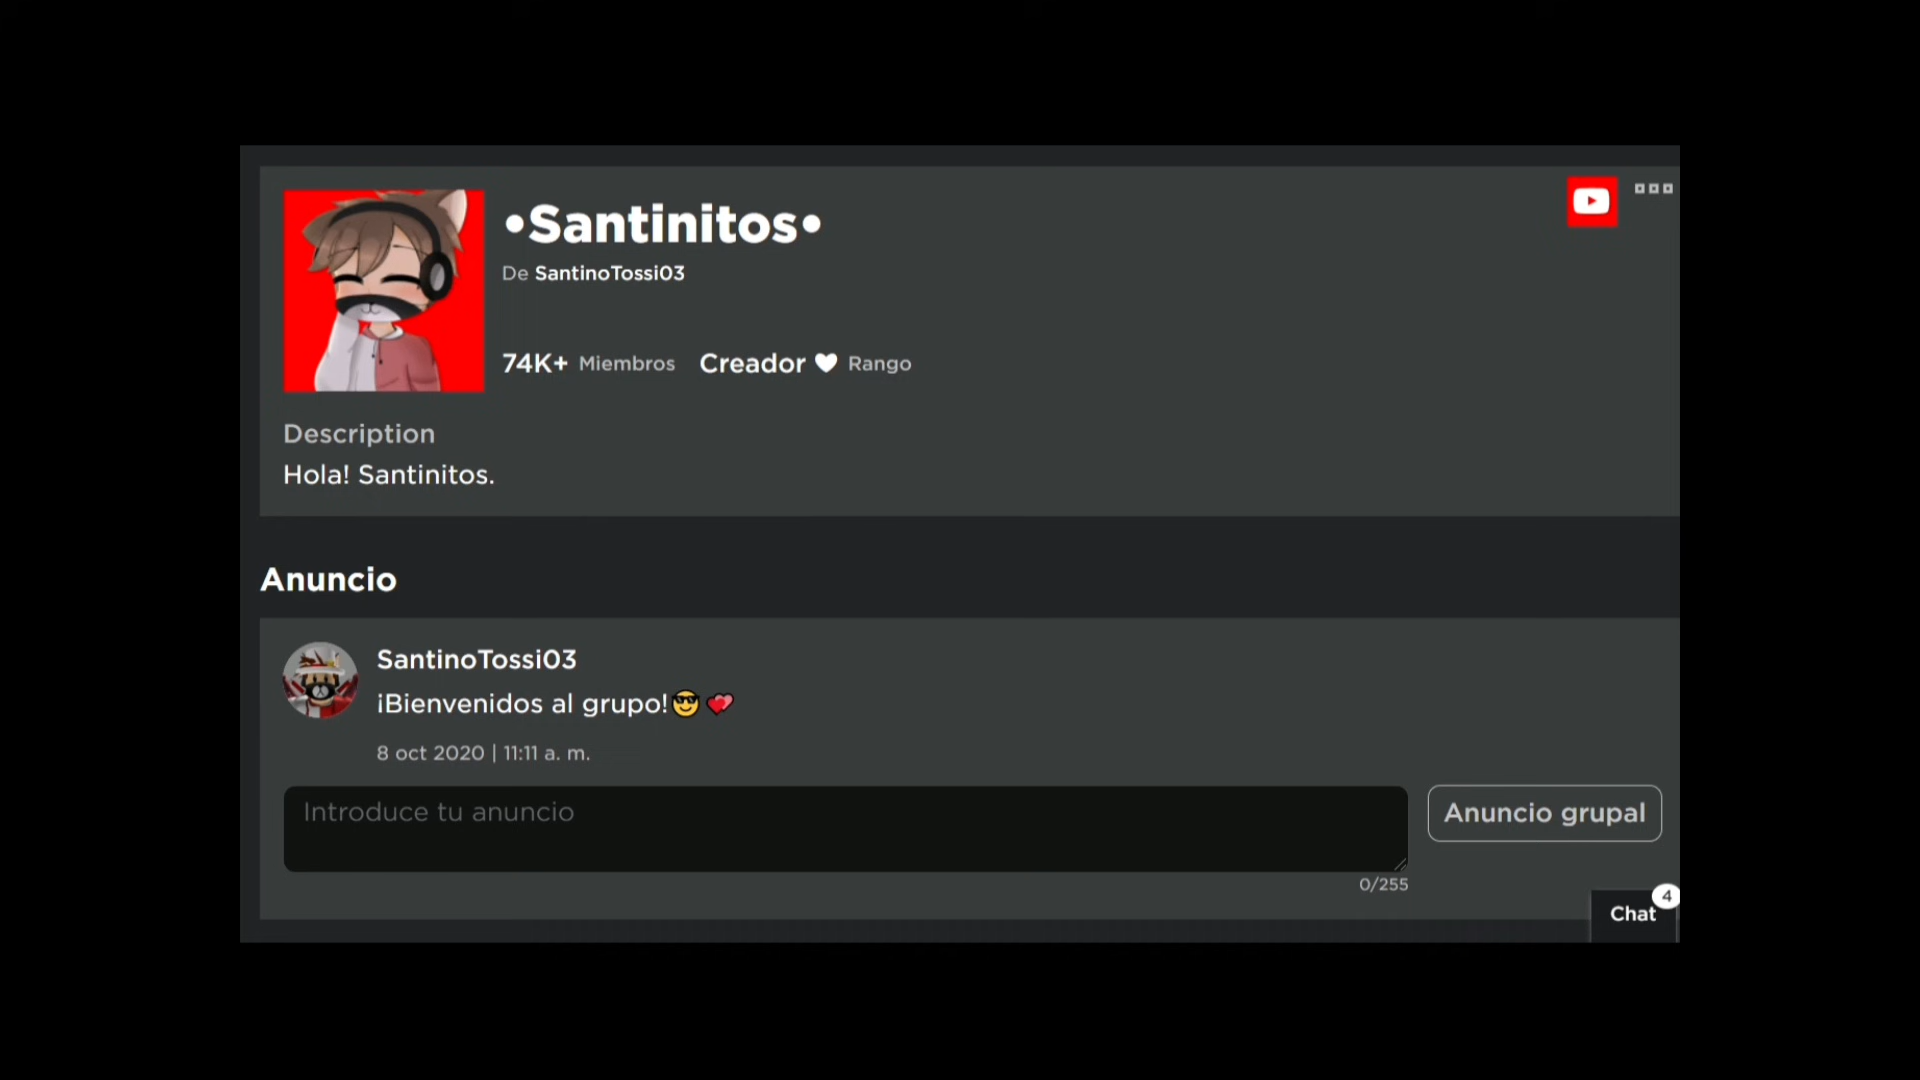 •Santinitos•
De SantinoTossi03
74K+ Miembros Creador 🤍 Rango
Description
Hola! Santinitos.
Anuncio
SantinoTossi03
¡Bienvenidos al grupo!😎💕
8 oct 2020 | 11:11 a. m.
Introduce tu anuncio
Anuncio grupal
0/255
Chat 4